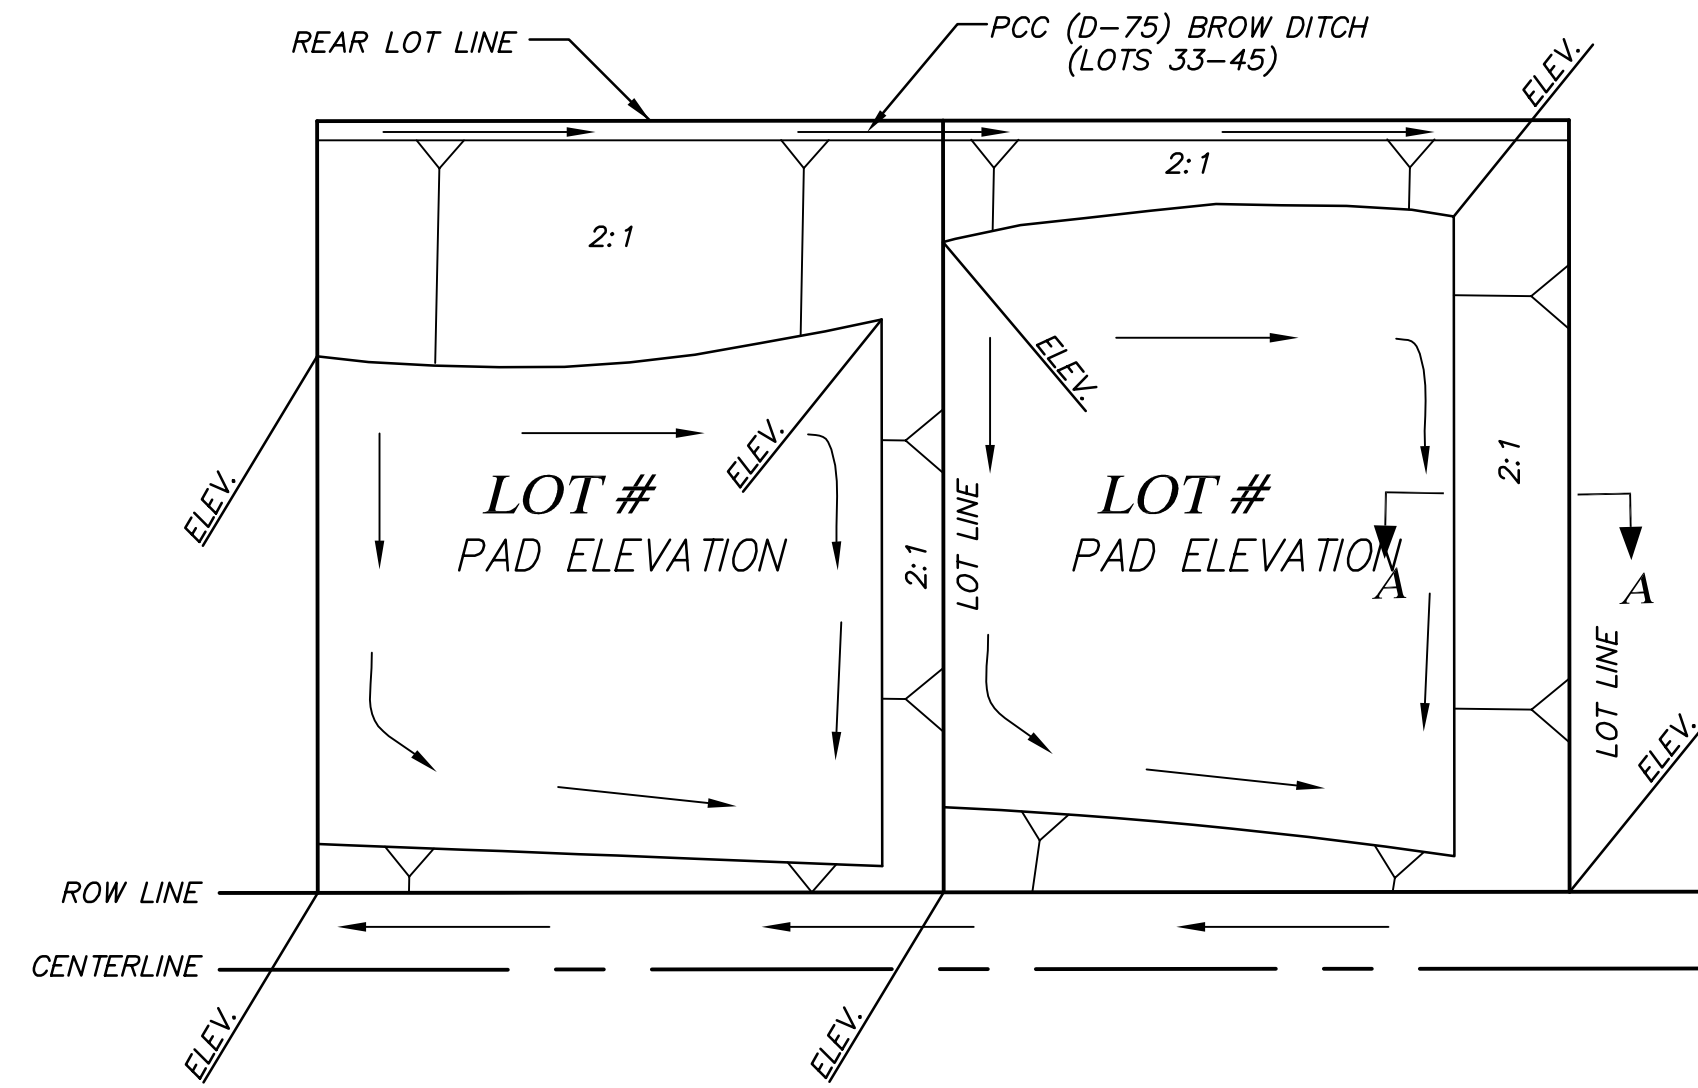 REAR LOT LINE
PCC (D-75) BROW DITCH
(LOTS 33-45)
ELEV.
2:1
2:1
ELEV.
ELEV.
ELEV.
2:1
LOT #
PAD ELEVATION
2:1
LOT LINE
LOT #
PAD ELEVATION
A
A
LOT LINE
ELEV.
ROW LINE
CENTERLINE
ELEV.
ELEV.